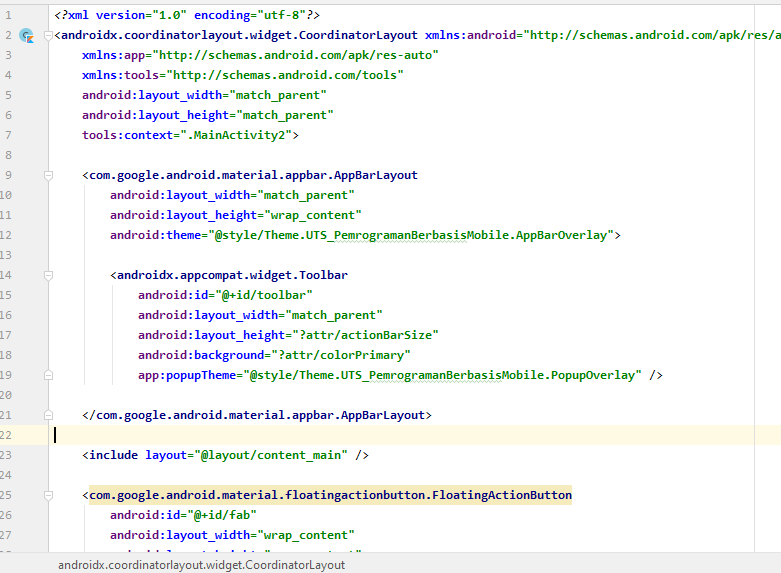 1 <?xml version="1.0" encoding="utf-8"?>
2 <androidx.coordinatorlayout.widget.CoordinatorLayout xmlns:android="http://schemas.android.com/apk/res/a
3 xmlns:app="http://schemas.android.com/apk/res-auto"
4 xmlns:tools="http://schemas.android.com/tools"
5 android:layout_width="match_parent"
6 android:layout_height="match_parent"
7 tools:context=".MainActivity2">
8
9 <com.google.android.material.appbar.AppBarLayout
10 android:layout_width="match_parent"
11 android:layout_height="wrap_content"
12 android:theme="@style/Theme.UTS_PemrogramanBerbasisMobile.AppBarOverlay">
13
14 <androidx.appcompat.widget.Toolbar
15 android:id="@+id/toolbar"
16 android:layout_width="match_parent"
17 android:layout_height="?attr/actionBarSize"
18 android:background="?attr/colorPrimary"
19 app:popupTheme="@style/Theme.UTS_PemrogramanBerbasisMobile.PopupOverlay" />
20
21 </com.google.android.material.appbar.AppBarLayout>
22
23 <include layout="@layout/content_main" />
24
25 <com.google.android.material.floatingactionbutton.FloatingActionButton
26 android:id="@+id/fab"
27 android:layout_width="wrap_content"
androidx.coordinatorlayout.widget.CoordinatorLayout